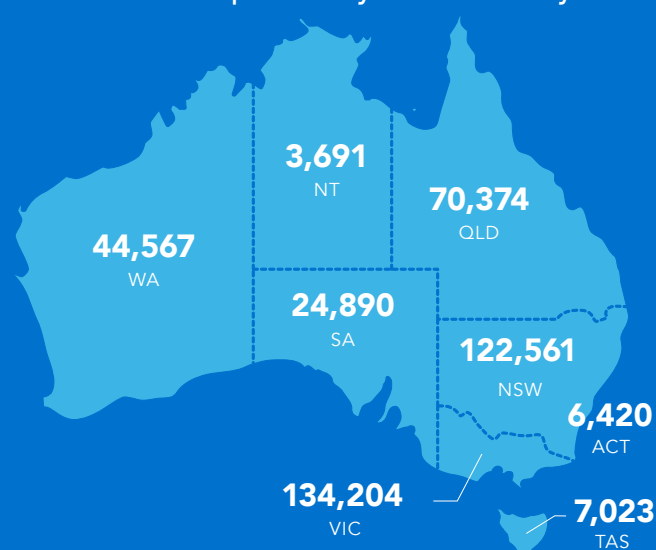 3,691
NT
70,374
QLD
44,567
WA
24,890
SA
122,561
NSW
6,420
ACT
134,204
VIC
7,023
TAS